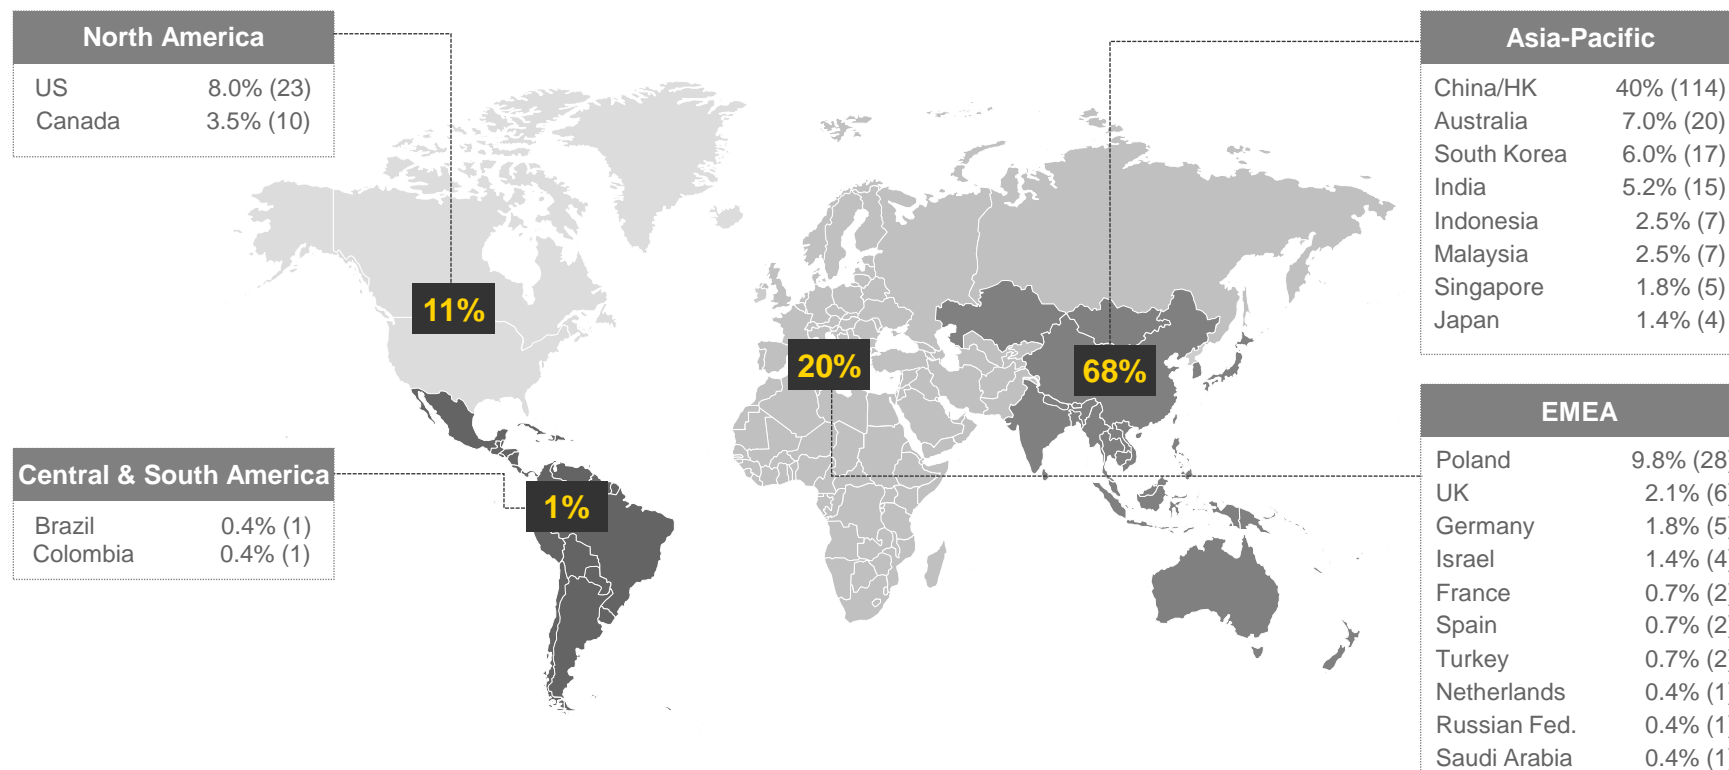 North America
US 8.0% (23)
Canada 3.5% (10)
11%
Central & South America
Brazil 0.4% (1)
Colombia 0.4% (1)
1%
20%
68%
Asia-Pacific
China/HK 40% (114)
Australia 7.0% (20)
South Korea 6.0% (17)
India 5.2% (15)
Indonesia 2.5% (7)
Malaysia 2.5% (7)
Singapore 1.8% (5)
Japan 1.4% (4)
EMEA
Poland 9.8% (28)
UK 2.1% (6)
Germany 1.8% (5)
Israel 1.4% (4)
France 0.7% (2)
Spain 0.7% (2)
Turkey 0.7% (2)
Netherlands 0.4% (1)
Russian Fed. 0.4% (1)
Saudi Arabia 0.4% (1)